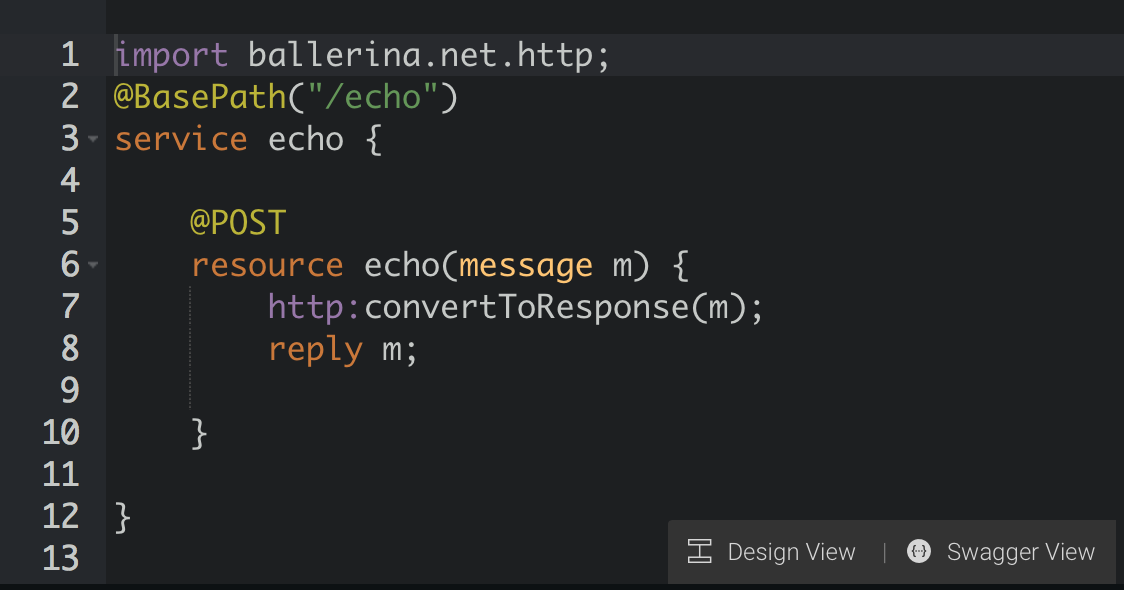 1 import ballerina.net.http;
2 @BasePath("/echo")
3 service echo {
4
5 @POST
6 resource echo(message m) {
7 http:convertToResponse(m);
8 reply m;
9
10 }
11
12 }
13
Design View | {··} Swagger View